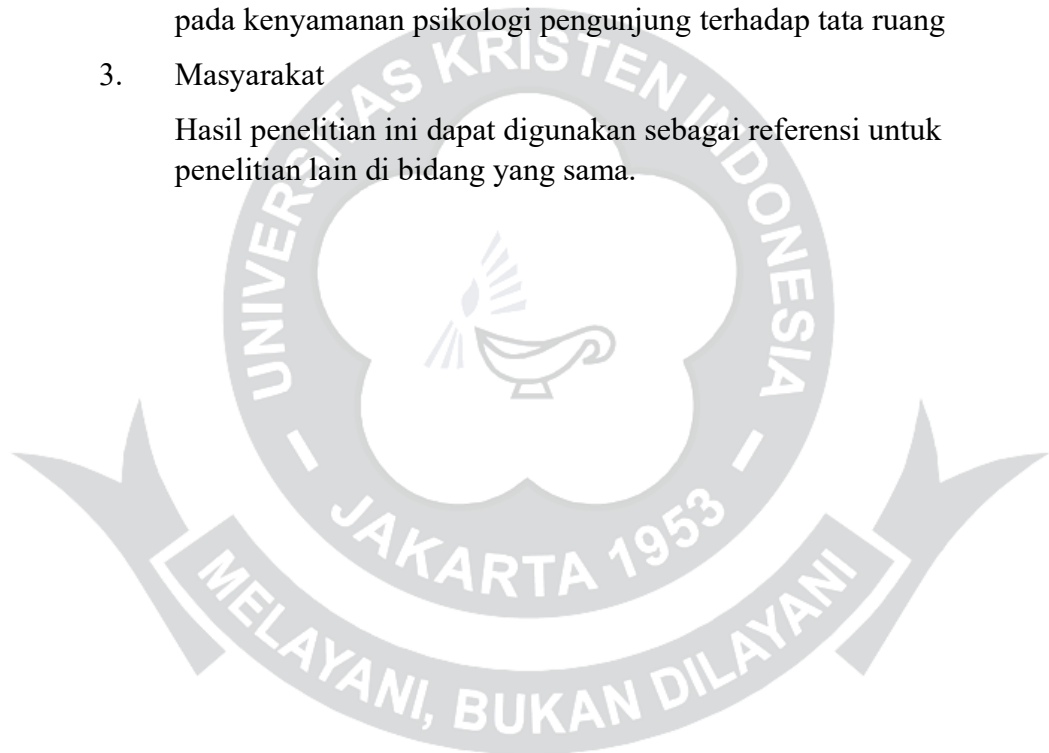 pada kenyamanan psikologi pengunjung terhadap tata ruang
3. Masyarakat
Hasil penelitian ini dapat digunakan sebagai referensi untuk
penelitian lain di bidang yang sama.
UNIVERSITAS KRISTEN INDONESIA
JAKARTA 1953
MELAYANI, BUKAN DILAYANI